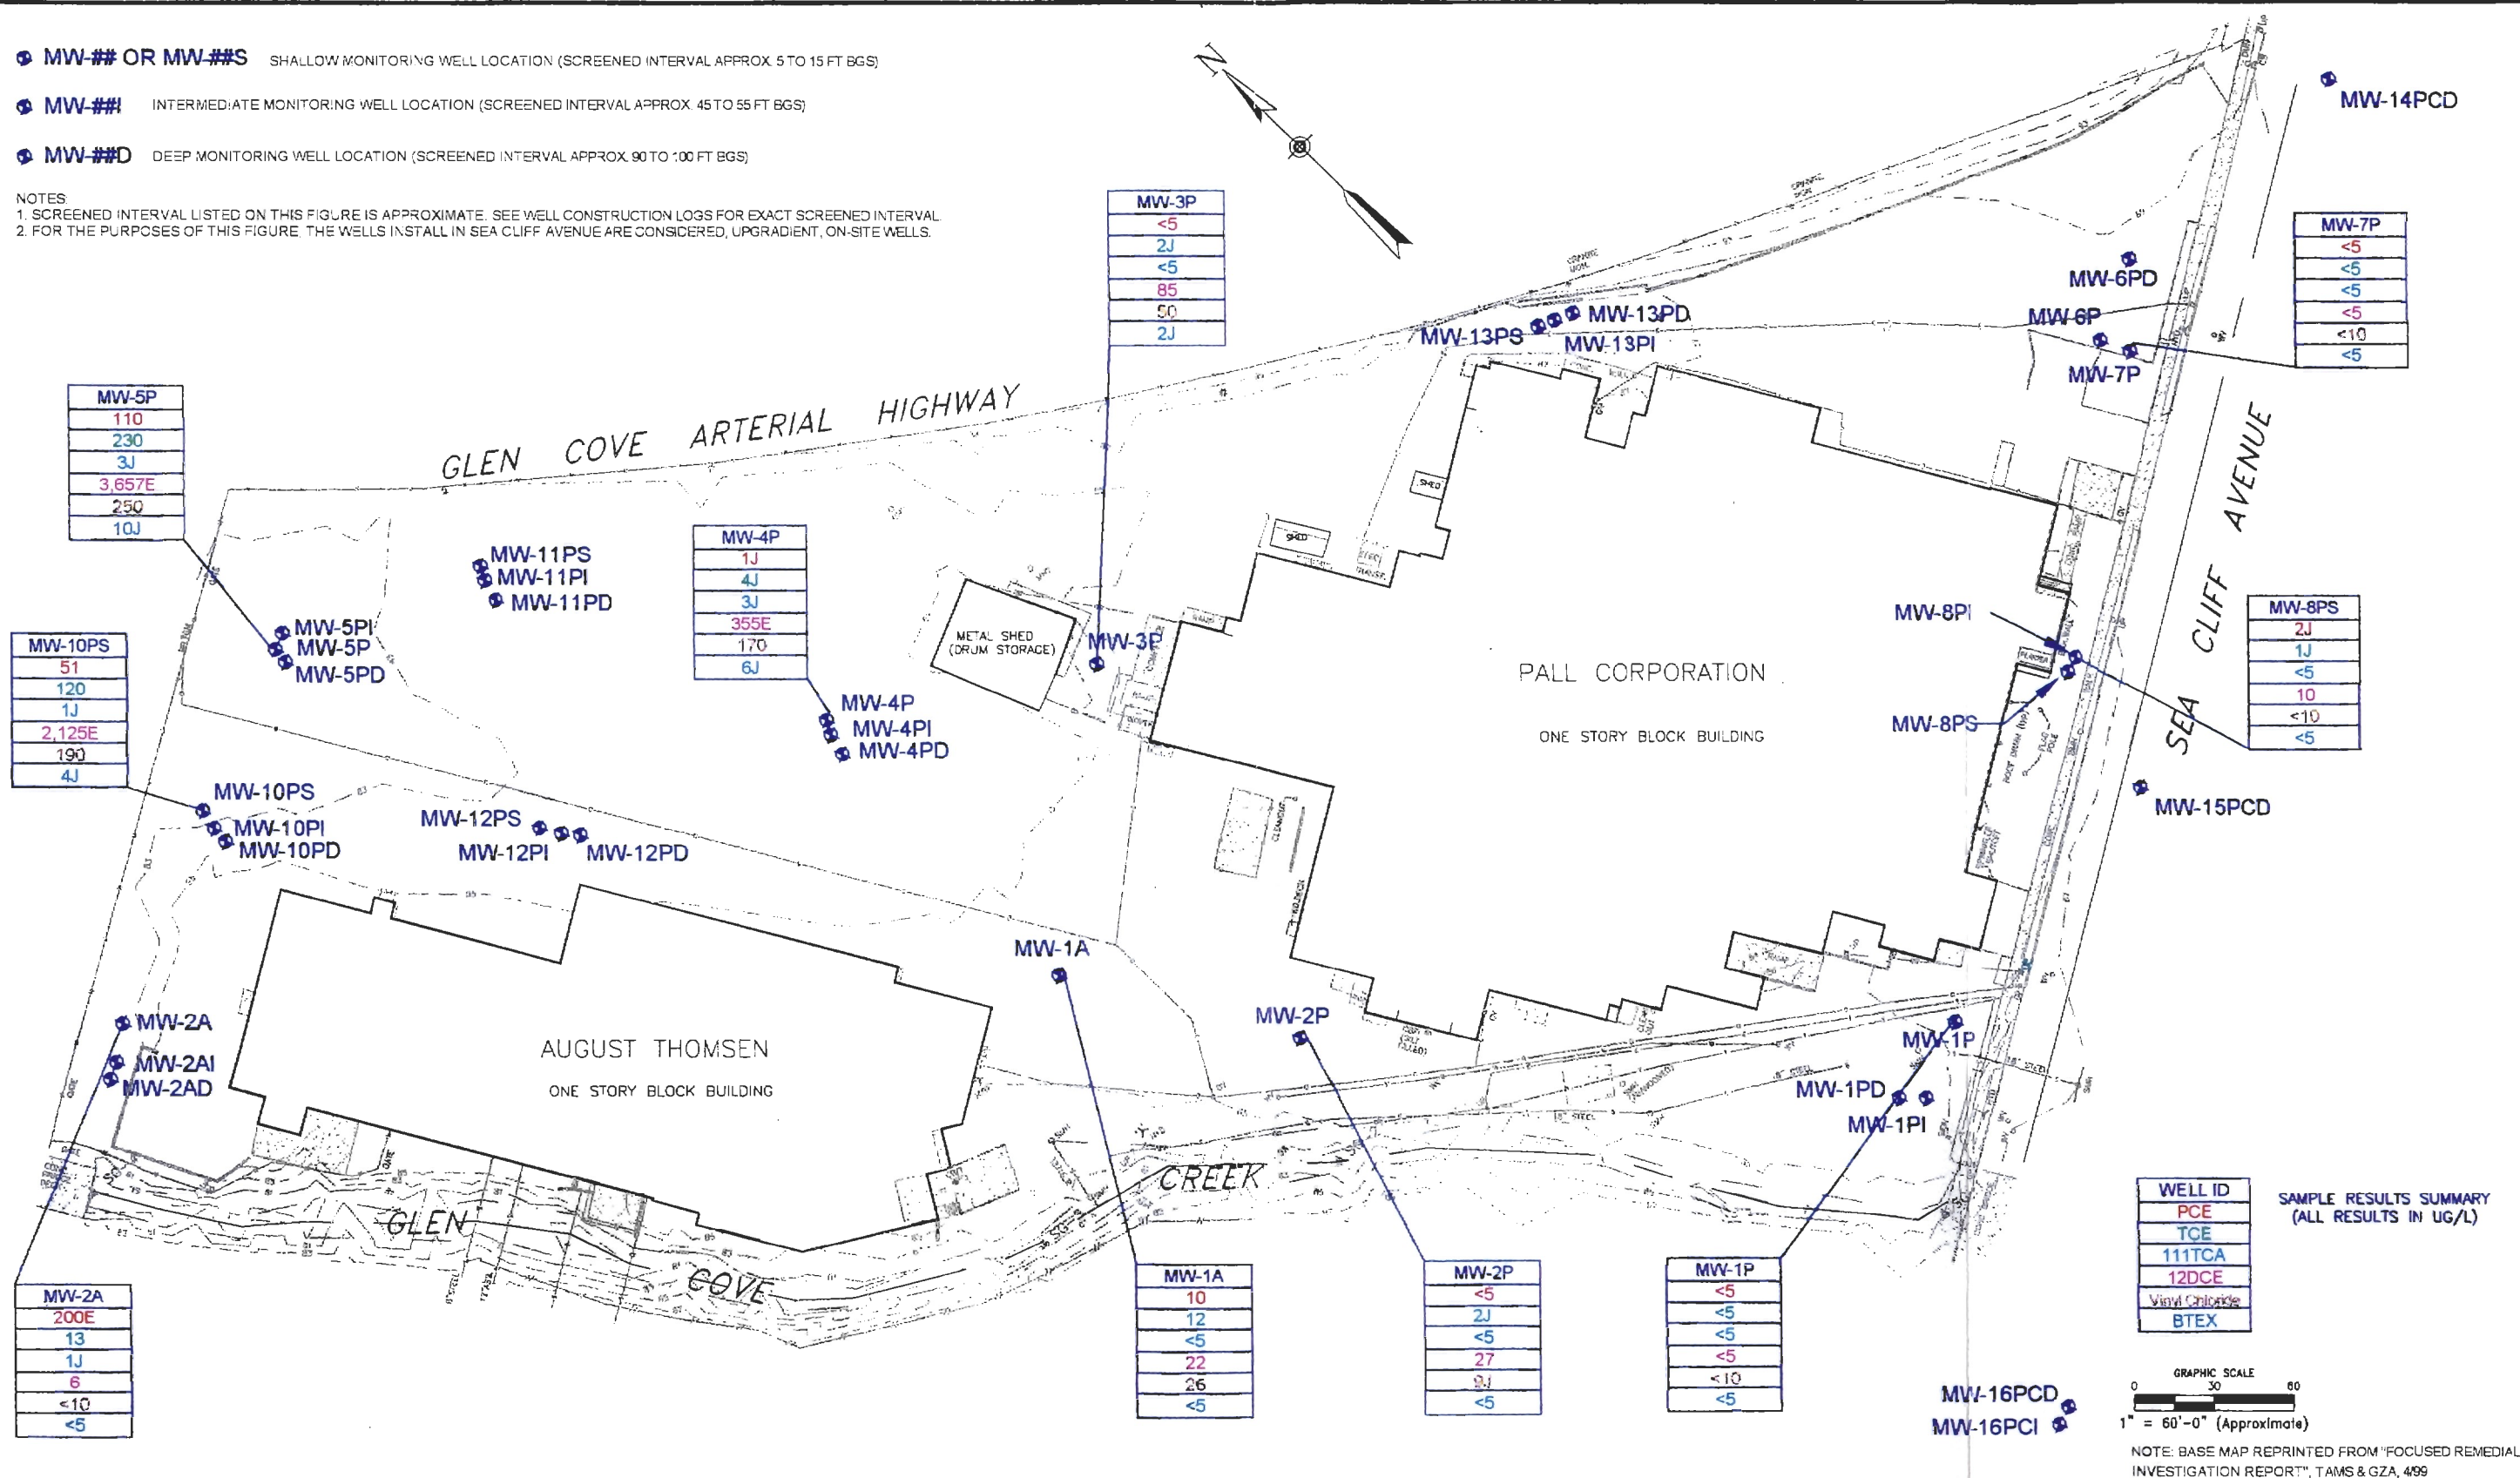 MW-## OR MW-##S SHALLOW MONITORING WELL LOCATION (SCREENED INTERVAL APPROX. 5 TO 15 FT BGS)
MW-##I INTERMEDIATE MONITORING WELL LOCATION (SCREENED INTERVAL APPROX. 45 TO 55 FT BGS)
MW-##D DEEP MONITORING WELL LOCATION (SCREENED INTERVAL APPROX. 90 TO 100 FT BGS)
NOTES:
1. SCREENED INTERVAL LISTED ON THIS FIGURE IS APPROXIMATE. SEE WELL CONSTRUCTION LOGS FOR EXACT SCREENED INTERVAL.
2. FOR THE PURPOSES OF THIS FIGURE, THE WELLS INSTALL IN SEA CLIFF AVENUE ARE CONSIDERED, UPGRADIENT, ON-SITE WELLS.
N
MW-14PCD
MW-3P
<5
2J
<5
85
50
2J
MW-7P
<5
<5
<5
<5
<10
<5
MW-6PD
MW-6P
MW-7P
MW-13PS
MW-13PD
MW-13PI
GLEN COVE ARTERIAL HIGHWAY
MW-5P
110
230
3J
3,657E
250
10J
MW-11PS
MW-11PI
MW-11PD
MW-4P
1J
4J
3J
355E
170
6J
SHED
SHED
METAL SHED
(DRUM STORAGE)
MW-3P
MW-5PI
MW-5P
MW-5PD
MW-10PS
51
120
1J
2,125E
190
4J
MW-4P
MW-4PI
MW-4PD
PALL CORPORATION
ONE STORY BLOCK BUILDING
MW-8PI
MW-8PS
SEA CLIFF AVENUE
MW-8PS
2J
1J
<5
10
<10
<5
MW-15PCD
MW-10PS
MW-10PI
MW-10PD
MW-12PS
MW-12PI
MW-12PD
CLEANOUT
MW-1A
MW-2P
MW-2A
MW-2AI
MW-2AD
AUGUST THOMSEN
ONE STORY BLOCK BUILDING
MW-1P
MW-1PD
MW-1PI
GATE
GATE
GLEN COVE CREEK
MW-2A
200E
13
1J
6
<10
<5
MW-1A
10
12
<5
22
26
<5
MW-2P
<5
2J
<5
27
9J
<5
MW-1P
<5
<5
<5
<5
<10
<5
WELL ID
PCE
TCE
111TCA
12DCE
Vinyl Chloride
BTEX
SAMPLE RESULTS SUMMARY
(ALL RESULTS IN UG/L)
MW-16PCD
MW-16PCI
GRAPHIC SCALE
0 30 60
1" = 60'-0" (Approximate)
NOTE: BASE MAP REPRINTED FROM "FOCUSED REMEDIAL
INVESTIGATION REPORT", TAMS & GZA, 4/99